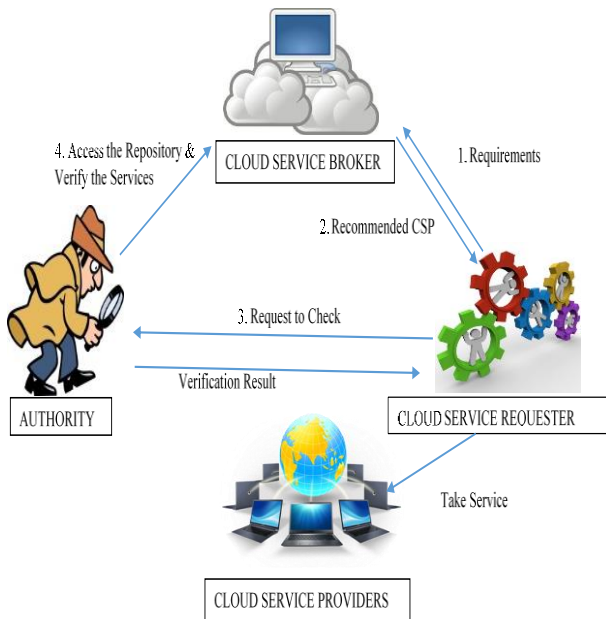 4. Access the Repository &
Verify the Services
CLOUD SERVICE BROKER
1. Requirements
2. Recommended CSP
3. Request to Check
Verification Result
AUTHORITY
CLOUD SERVICE REQUESTER
Take Service
CLOUD SERVICE PROVIDERS